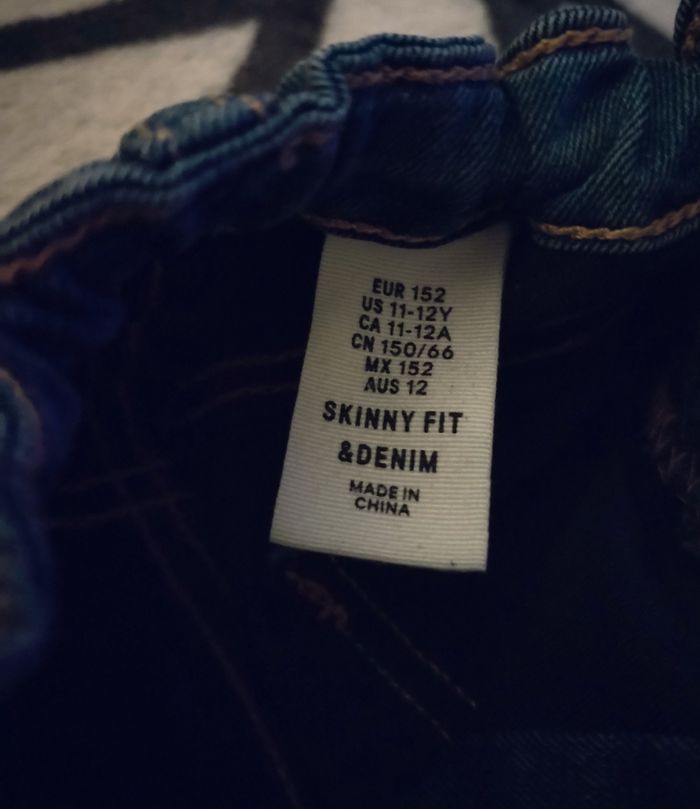 EUR 152
US 11-12Y
CA 11-12A
CN 150/66
MX 152
AUS 12
SKINNY FIT
&DENIM
MADE IN
CHINA